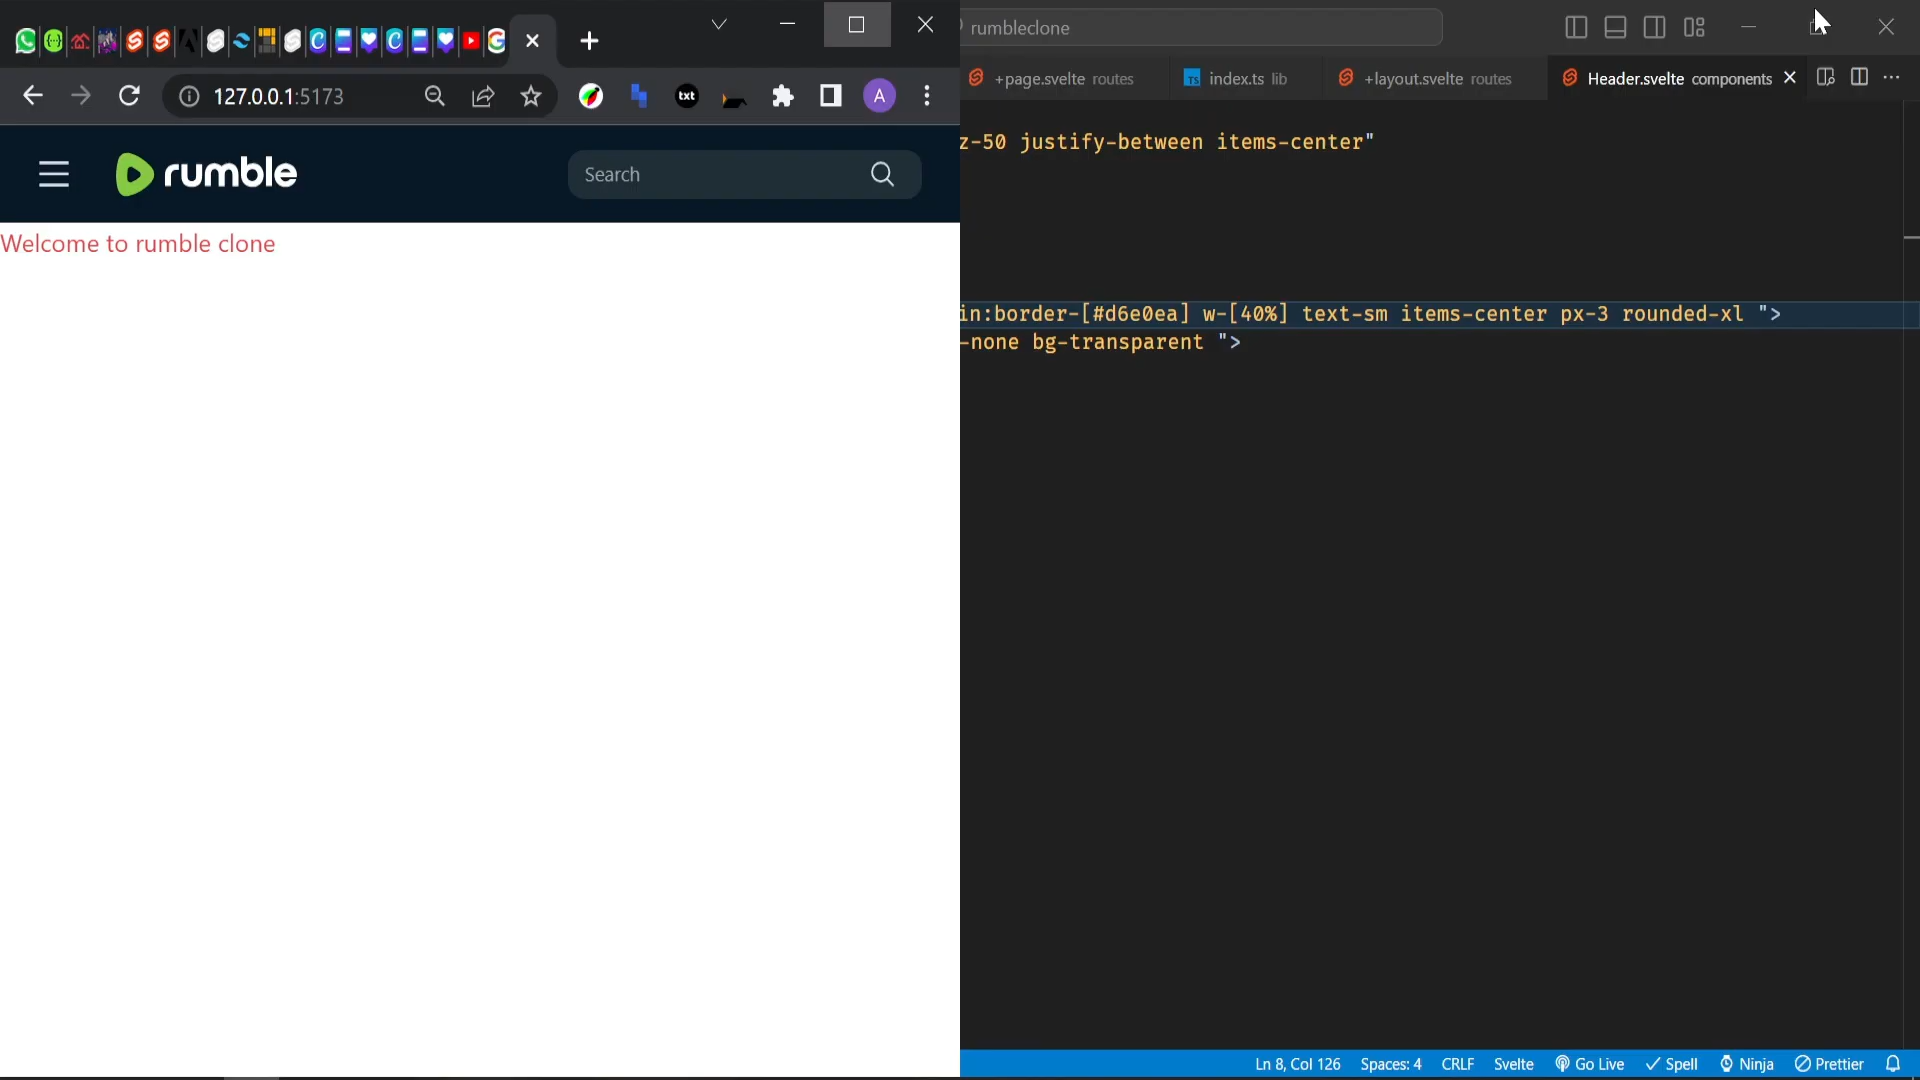 rumbleclone
+page.svelte routes
index.ts lib
+layout.svelte routes
Header.svelte components
127.0.0.1:5173
txt
A
rumble
Search
Welcome to rumble clone
z-50 justify-between items-center"
in:border-[#d6e0ea] w-[40%] text-sm items-center px-3 rounded-xl ">
-none bg-transparent ">
Ln 8, Col 126
Spaces: 4
CRLF
Svelte
Go Live
Spell
Ninja
Prettier